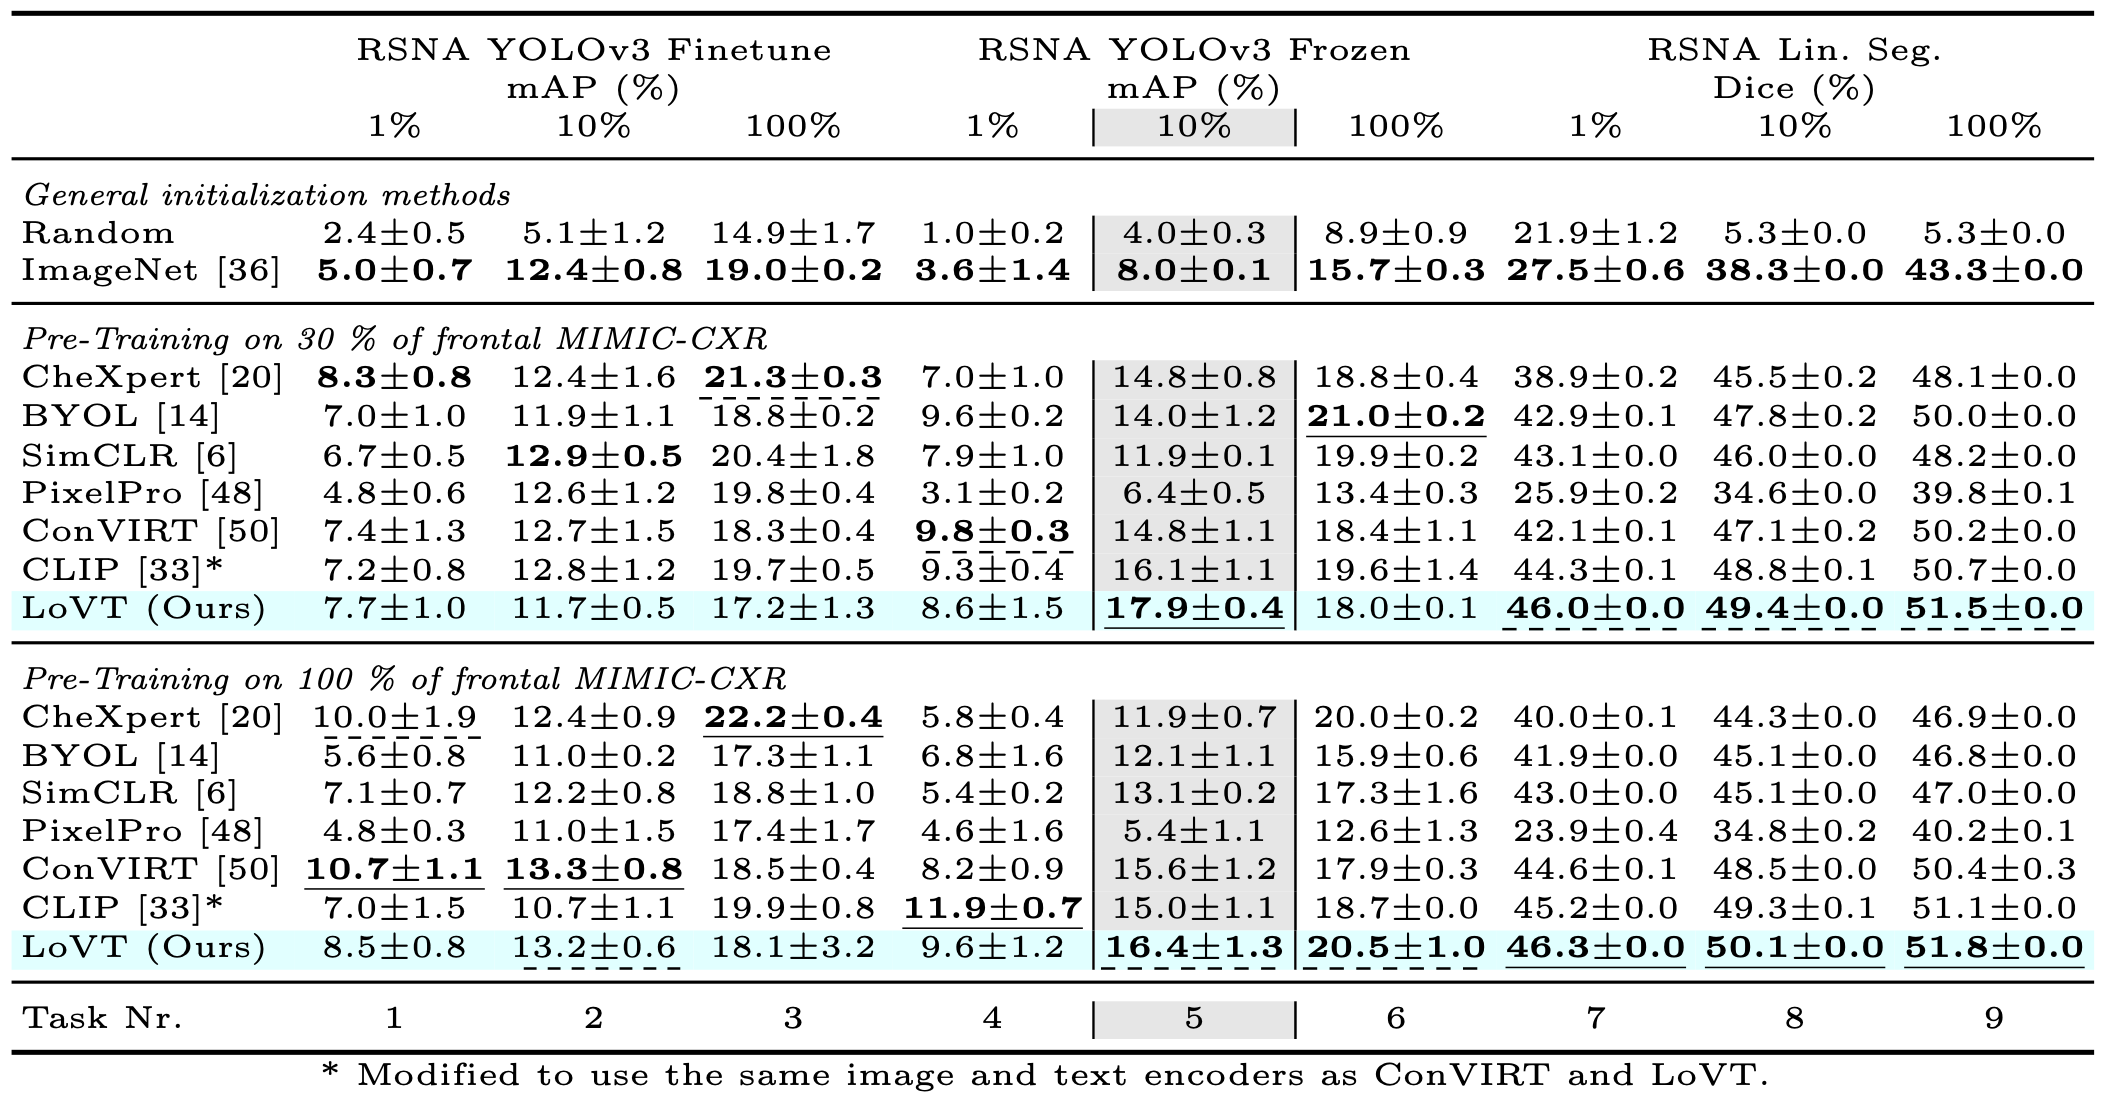 RSNA YOLOv3 Finetune RSNA YOLOv3 Frozen RSNA Lin. Seg.
mAP (%) mAP (%) Dice (%)
1% 10% 100% 1% 10% 100% 1% 10% 100%
General initialization methods
Random 2.4±0.5 5.1±1.2 14.9±1.7 1.0±0.2 4.0±0.3 8.9±0.9 21.9±1.2 5.3±0.0 5.3±0.0
ImageNet [36] 5.0±0.7 12.4±0.8 19.0±0.2 3.6±1.4 8.0±0.1 15.7±0.3 27.5±0.6 38.3±0.0 43.3±0.0
Pre-Training on 30 % of frontal MIMIC-CXR
CheXpert [20] 8.3±0.8 12.4±1.6 21.3±0.3 7.0±1.0 14.8±0.8 18.8±0.4 38.9±0.2 45.5±0.2 48.1±0.0
BYOL [14] 7.0±1.0 11.9±1.1 18.8±0.2 9.6±0.2 14.0±1.2 21.0±0.2 42.9±0.1 47.8±0.2 50.0±0.0
SimCLR [6] 6.7±0.5 12.9±0.5 20.4±1.8 7.9±1.0 11.9±0.1 19.9±0.2 43.1±0.0 46.0±0.0 48.2±0.0
PixelPro [48] 4.8±0.6 12.6±1.2 19.8±0.4 3.1±0.2 6.4±0.5 13.4±0.3 25.9±0.2 34.6±0.0 39.8±0.1
ConVIRT [50] 7.4±1.3 12.7±1.5 18.3±0.4 9.8±0.3 14.8±1.1 18.4±1.1 42.1±0.1 47.1±0.2 50.2±0.0
CLIP [33]* 7.2±0.8 12.8±1.2 19.7±0.5 9.3±0.4 16.1±1.1 19.6±1.4 44.3±0.1 48.8±0.1 50.7±0.0
LoVT (Ours) 7.7±1.0 11.7±0.5 17.2±1.3 8.6±1.5 17.9±0.4 18.0±0.1 46.0±0.0 49.4±0.0 51.5±0.0
Pre-Training on 100 % of frontal MIMIC-CXR
CheXpert [20] 10.0±1.9 12.4±0.9 22.2±0.4 5.8±0.4 11.9±0.7 20.0±0.2 40.0±0.1 44.3±0.0 46.9±0.0
BYOL [14] 5.6±0.8 11.0±0.2 17.3±1.1 6.8±1.6 12.1±1.1 15.9±0.6 41.9±0.0 45.1±0.0 46.8±0.0
SimCLR [6] 7.1±0.7 12.2±0.8 18.8±1.0 5.4±0.2 13.1±0.2 17.3±1.6 43.0±0.0 45.1±0.0 47.0±0.0
PixelPro [48] 4.8±0.3 11.0±1.5 17.4±1.7 4.6±1.6 5.4±1.1 12.6±1.3 23.9±0.4 34.8±0.2 40.2±0.1
ConVIRT [50] 10.7±1.1 13.3±0.8 18.5±0.4 8.2±0.9 15.6±1.2 17.9±0.3 44.6±0.1 48.5±0.0 50.4±0.3
CLIP [33]* 7.0±1.5 10.7±1.1 19.9±0.8 11.9±0.7 15.0±1.1 18.7±0.0 45.2±0.0 49.3±0.1 51.1±0.0
LoVT (Ours) 8.5±0.8 13.2±0.6 18.1±3.2 9.6±1.2 16.4±1.3 20.5±1.0 46.3±0.0 50.1±0.0 51.8±0.0
Task Nr. 1 2 3 4 5 6 7 8 9
* Modified to use the same image and text encoders as ConVIRT and LoVT.